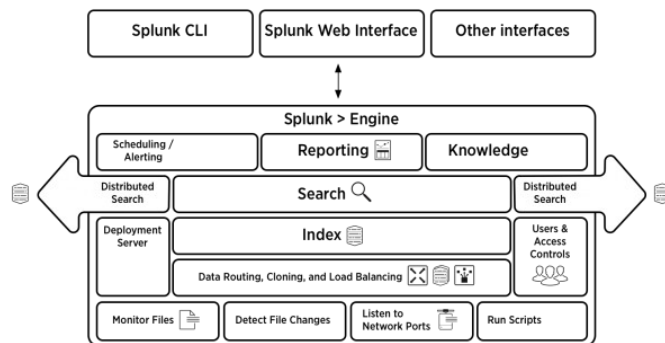 Splunk CLI
Splunk Web Interface
Other interfaces
Splunk > Engine
Scheduling /
Alerting
Reporting
Knowledge
Distributed
Search
Search
Distributed
Search
Deployment
Server
Index
Users &
Access
Controls
Data Routing, Cloning, and Load Balancing
Monitor Files
Detect File Changes
Listen to
Network Ports
Run Scripts